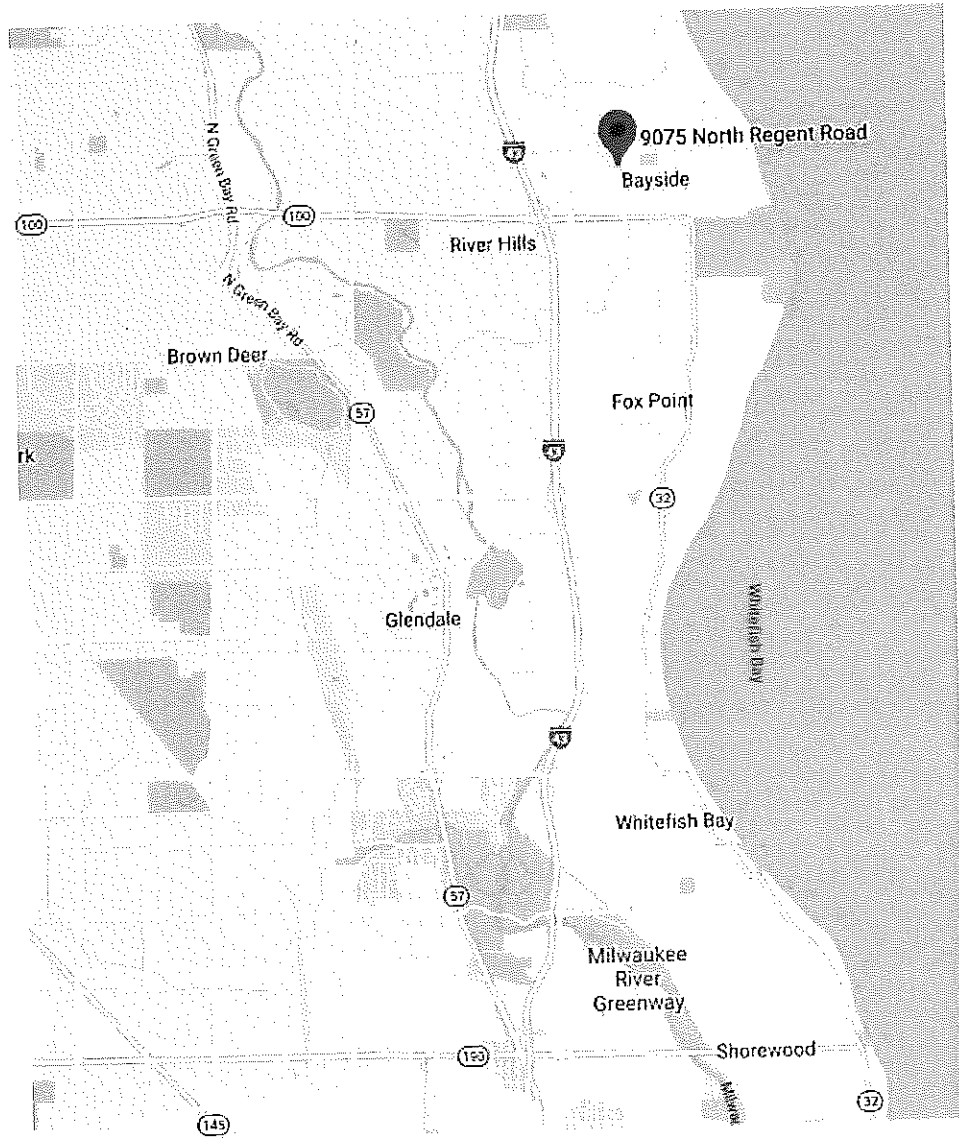 9075 North Regent Road
Bayside
N Green Bay Rd
100
100
River Hills
N Green Bay Rd
Brown Deer
Fox Point
57
rk
32
Glendale
Whitefish Bay
Whitefish Bay
57
Milwaukee
River
Greenway
190
Shorewood
32
145